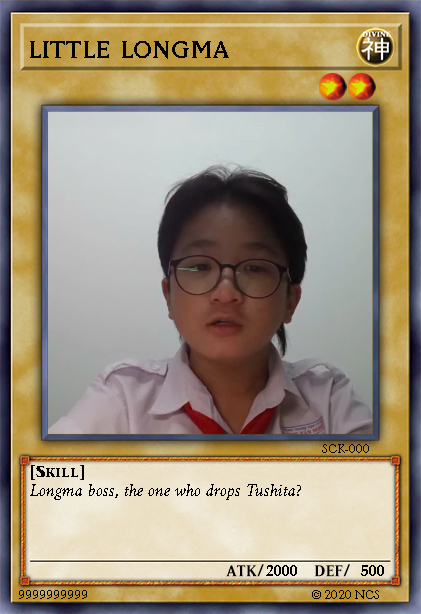 LITTLE LONGMA
DIVINE
神
SCK-000
[SKILL]
Longma boss, the one who drops Tushita?
ATK/2000 DEF/ 500
9999999999
© 2020 NCS